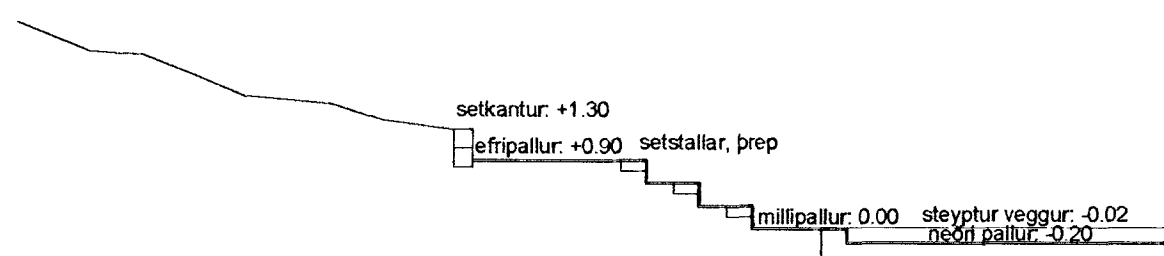 setkantur: +1.30
efripallur: +0.90 setstallar, þrep
millipallur: 0.00 steyptur veggur: -0.02
neðri pallur: -0.20